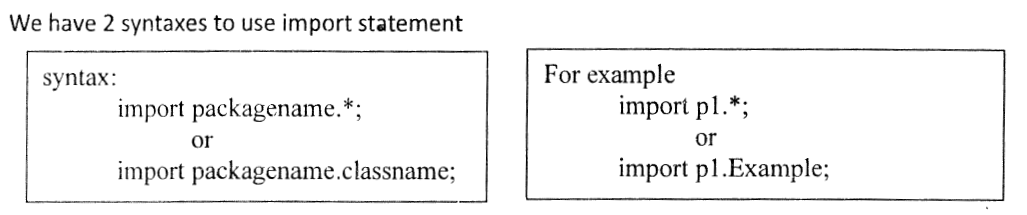 We have 2 syntaxes to use import statement
syntax:
import packagename.*;
or
import packagename.classname;
For example
import p1.*;
or
import p1.Example;